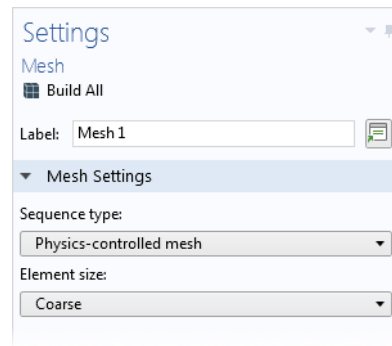 Settings
Mesh
Build All
Label: Mesh 1
Mesh Settings
Sequence type:
Physics-controlled mesh
Element size:
Coarse